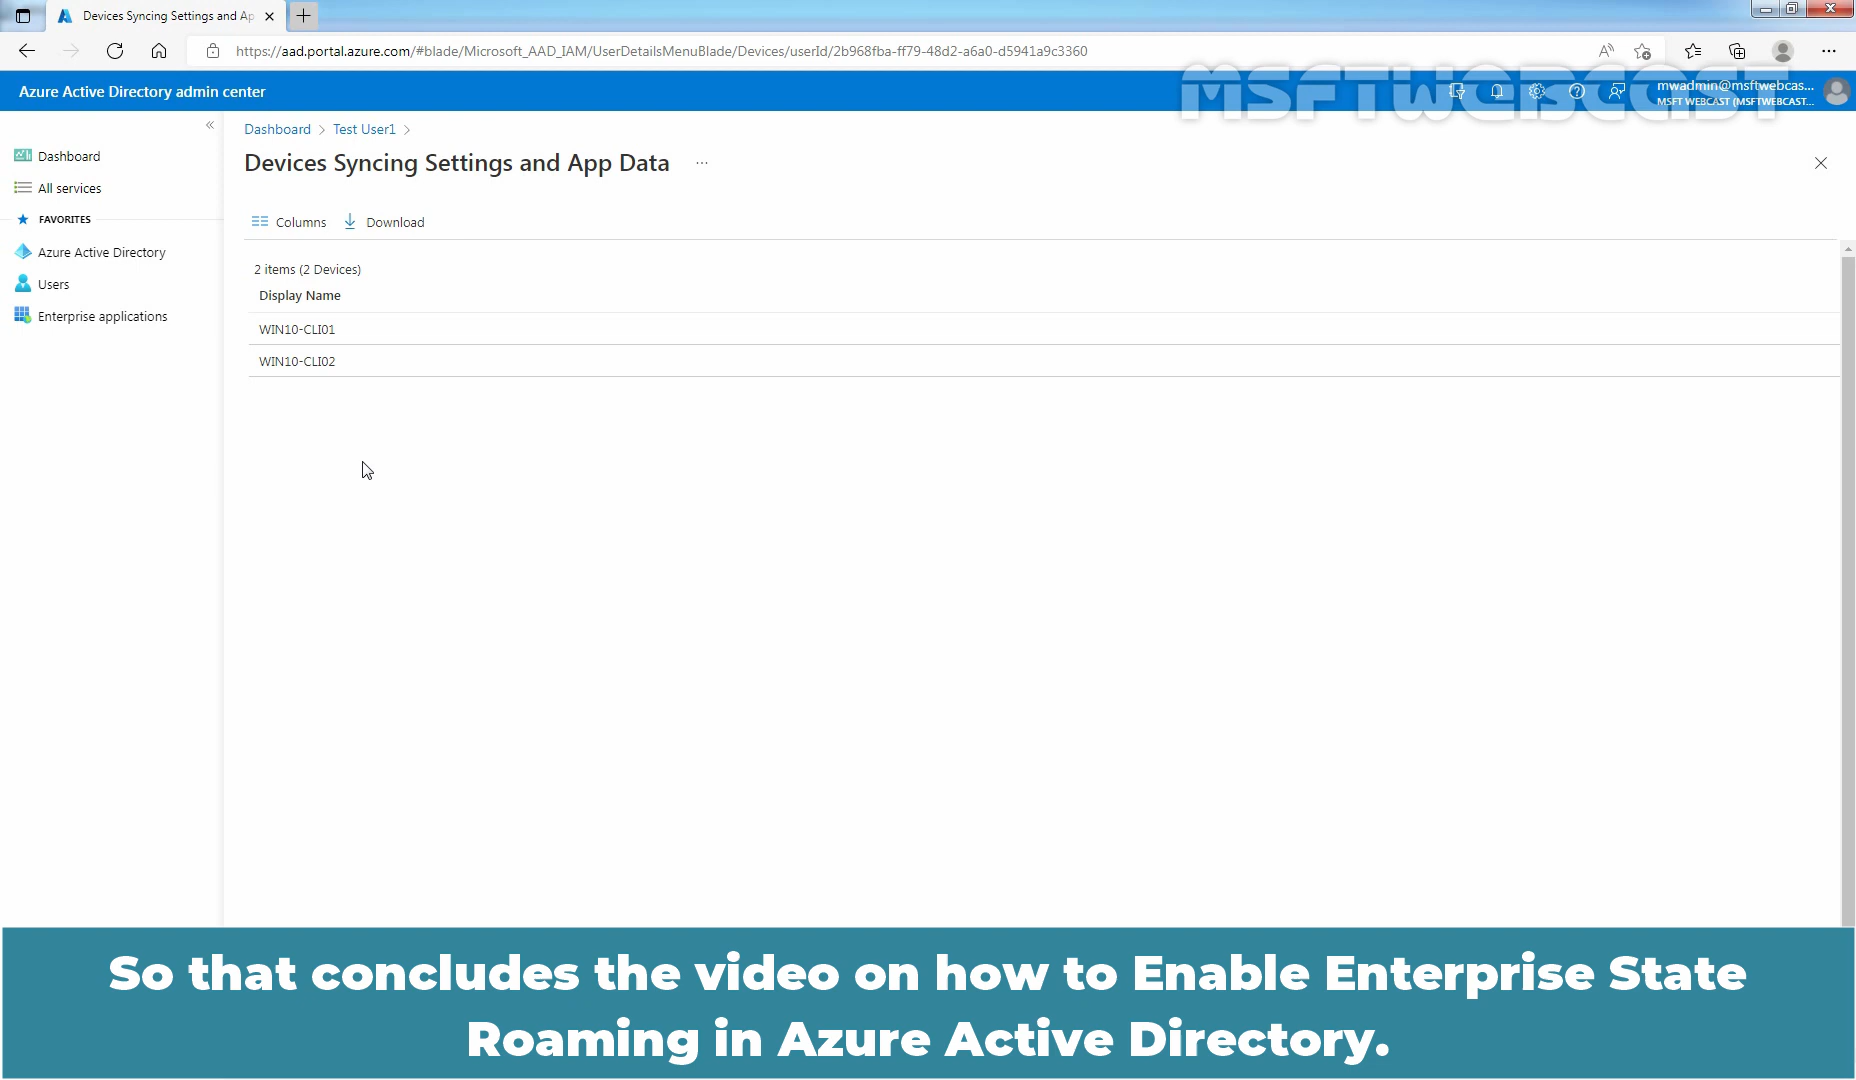 Devices Syncing Settings and Ap
https://aad.portal.azure.com/#blade/Microsoft_AAD_IAM/UserDetailsMenuBlade/Devices/userId/2b968fba-ff79-48d2-a6a0-d5941a9c3360
Azure Active Directory admin center
MSFTWEBCAST
mwadmin@msftwebcas...
MSFT WEBCAST (MSFTWEBCAST....
Dashboard > Test User1 >
Devices Syncing Settings and App Data ...
Dashboard
All services
FAVORITES
Azure Active Directory
Users
Enterprise applications
Columns Download
2 items (2 Devices)
Display Name
WIN10-CLI01
WIN10-CLI02
So that concludes the video on how to Enable Enterprise State
Roaming in Azure Active Directory.